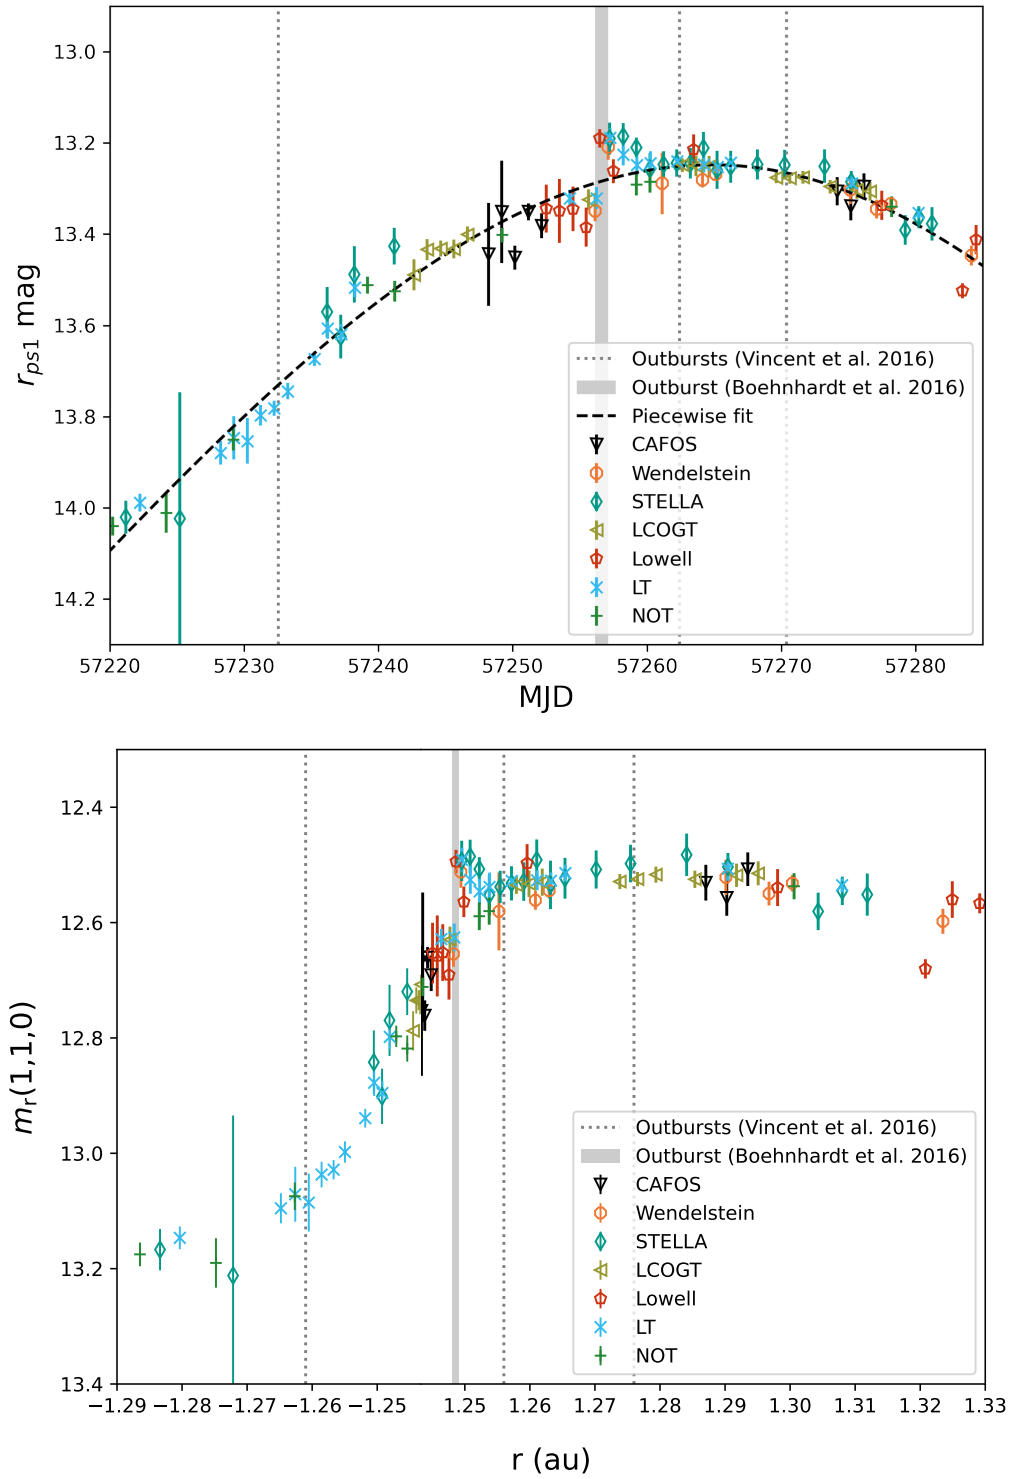 13.0
13.2
13.4
13.6
13.8
14.0
14.2
r_ps1 mag
57220 57230 57240 57250 57260 57270 57280
MJD
Outbursts (Vincent et al. 2016)
Outburst (Boehnhardt et al. 2016)
Piecewise fit
CAFOS
Wendelstein
STELLA
LCOGT
Lowell
LT
NOT
12.4
12.6
12.8
13.0
13.2
13.4
m_r(1,1,0)
−1.29 −1.28 −1.27 −1.26 −1.25 1.25 1.26 1.27 1.28 1.29 1.30 1.31 1.32 1.33
r (au)
Outbursts (Vincent et al. 2016)
Outburst (Boehnhardt et al. 2016)
CAFOS
Wendelstein
STELLA
LCOGT
Lowell
LT
NOT